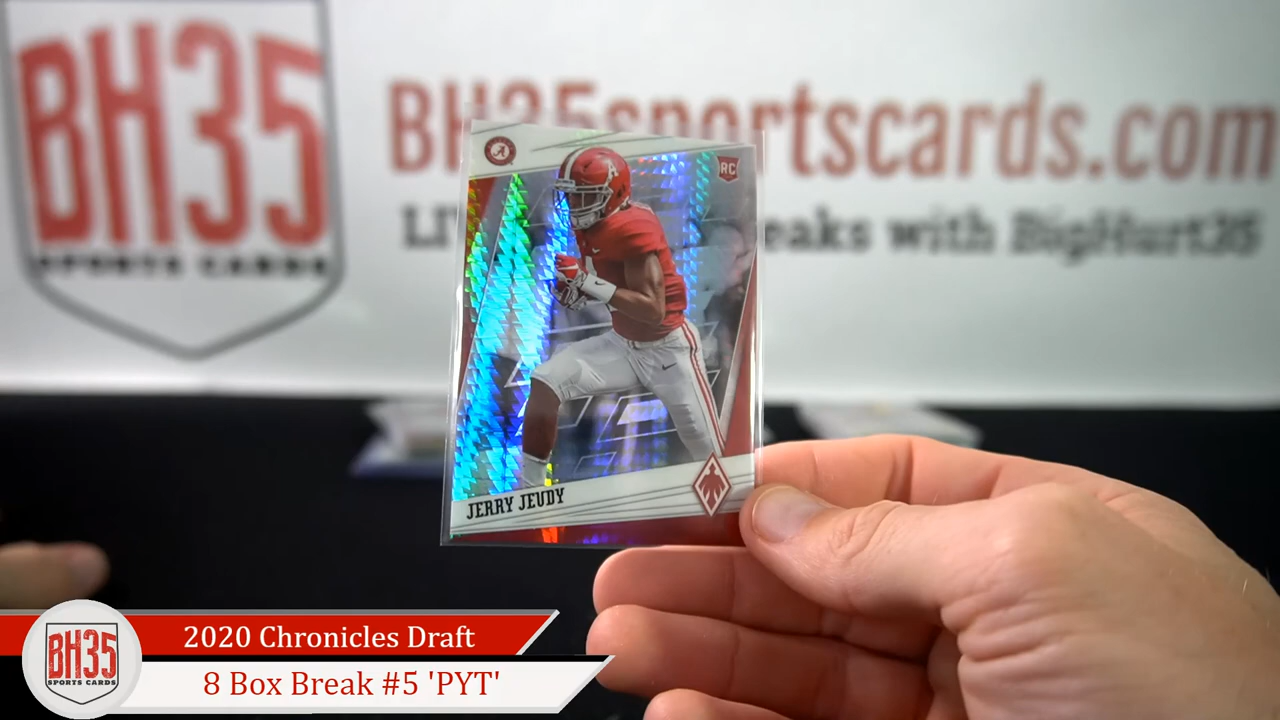 BH35
SPORTS CARDS
BH35sportscards.com
eaks with BigHurt35
RC
JERRY JEUDY
BH35
SPORTS CARDS
2020 Chronicles Draft
8 Box Break #5 'PYT'